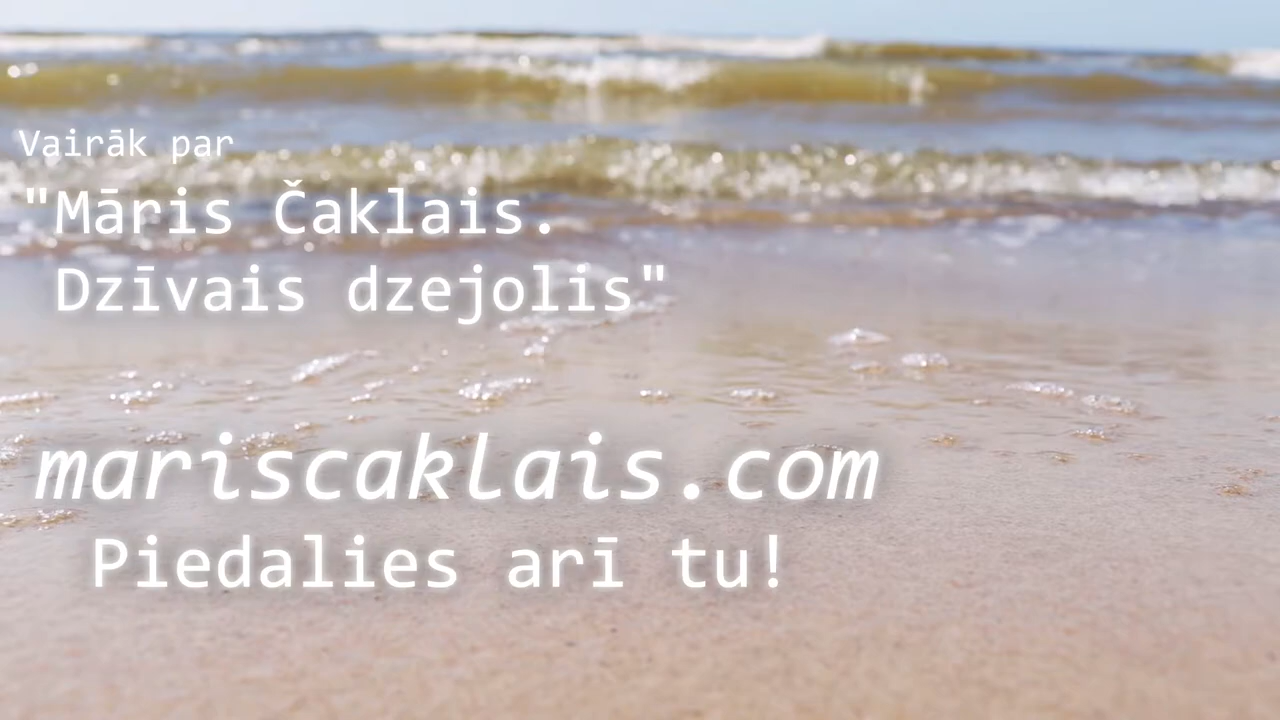 Vairāk par
"Māris Čaklais.
Dzīvais dzejolis"
mariscaklais.com
Piedalies arī tu!